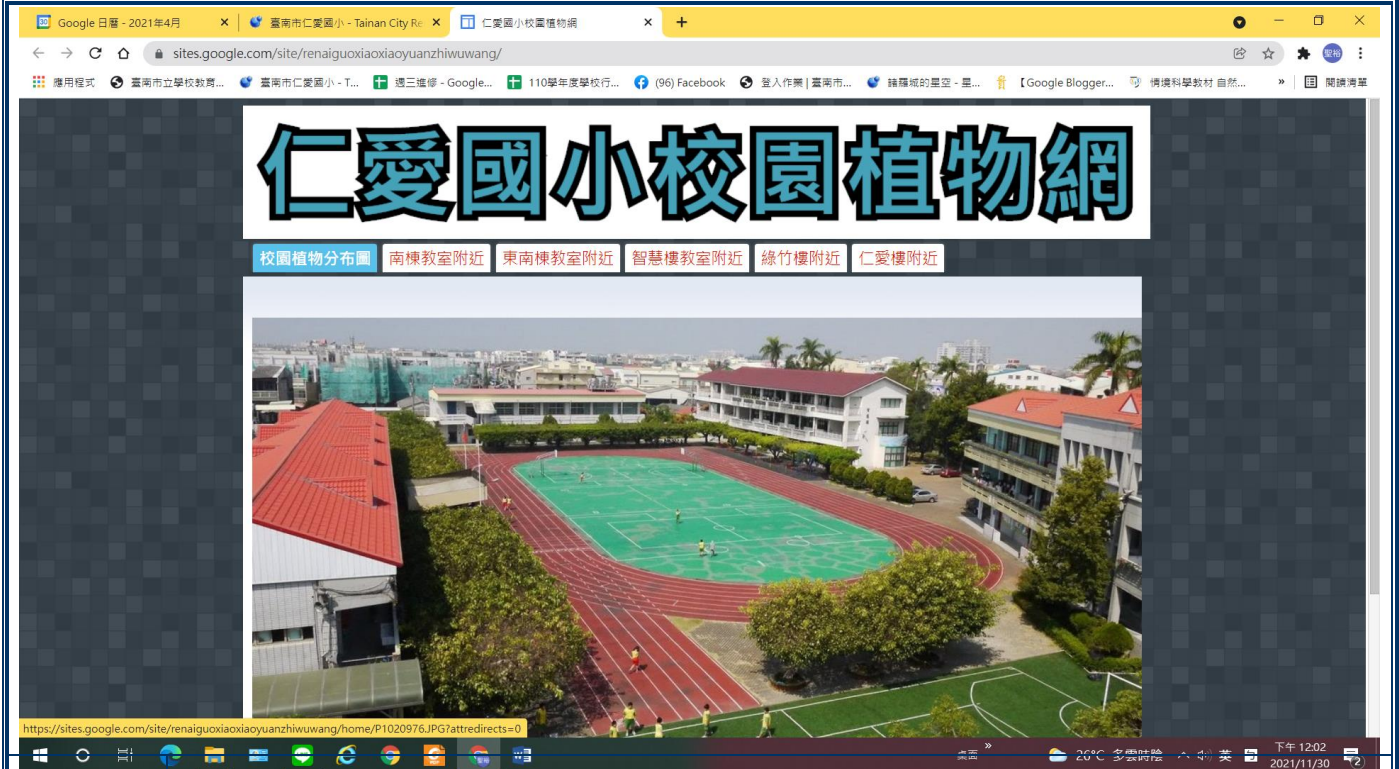 Google 日曆 - 2021年4月
臺南市仁愛國小 - Tainan City Re
仁愛國小校園植物網
sites.google.com/site/renaiguoxiaoxiaoyuanzhiwuwang/
聖裕
應用程式
臺南市立學校教育...
臺南市仁愛國小 - T...
週三進修 - Google...
110學年度學校行...
(96) Facebook
登入作業 | 臺南市...
諸羅城的星空 - 星...
【Google Blogger...
情境科學教材 自然...
»
閱讀清單
仁愛國小校園植物網
校園植物分布圖
南棟教室附近
東南棟教室附近
智慧樓教室附近
綠竹樓附近
仁愛樓附近
https://sites.google.com/site/renaiguoxiaoxiaoyuanzhiwuwang/home/P1020976.JPG?attredirects=0
桌面
»
26°C 多雲時陰
英
下午 12:02
2021/11/30
2